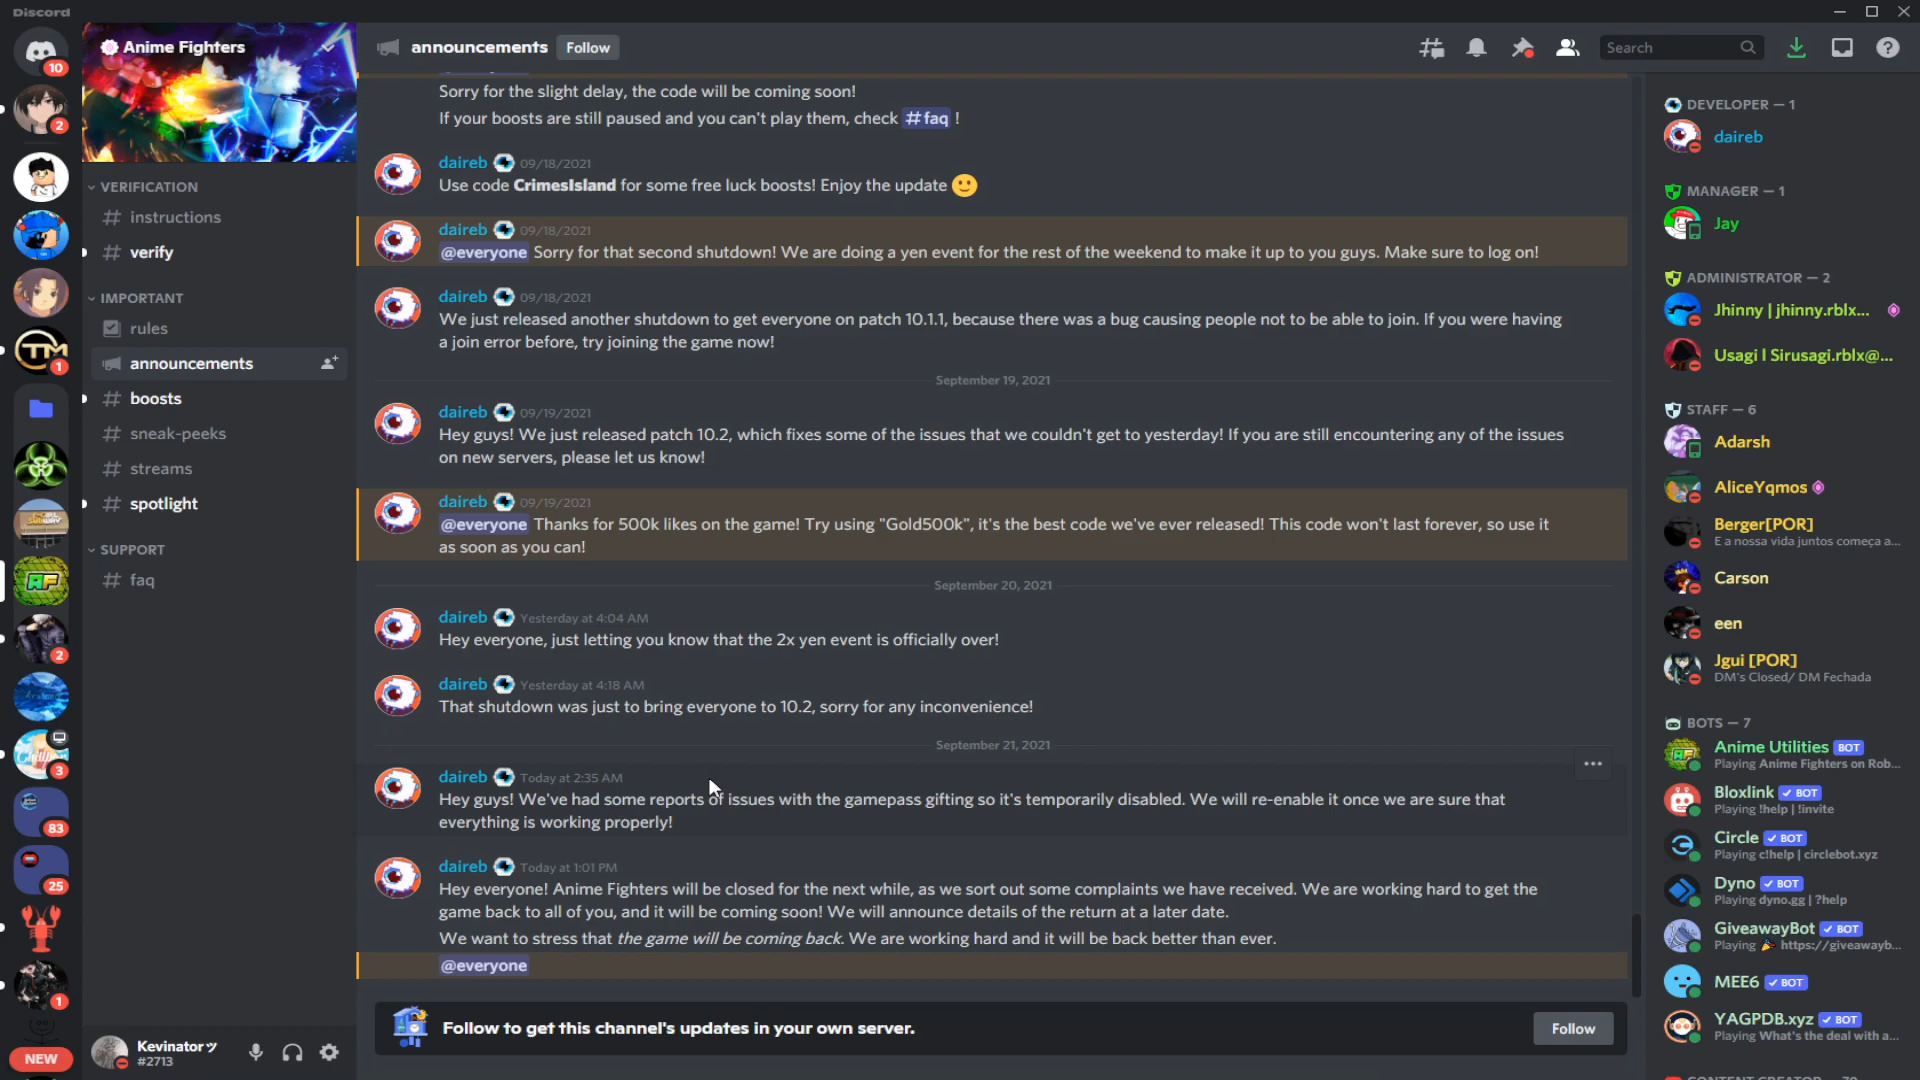 Discord
10
Anime Fighters
announcements
Follow
Search
2
1
2
3
83
25
1
NEW
VERIFICATION
instructions
verify
IMPORTANT
rules
announcements
boosts
sneak-peeks
streams
spotlight
SUPPORT
faq
Kevinatorツ
#2713
Sorry for the slight delay, the code will be coming soon!
If your boosts are still paused and you can't play them, check # faq !
daireb 09/18/2021
Use code CrimesIsland for some free luck boosts! Enjoy the update
daireb 09/18/2021
@everyone Sorry for that second shutdown! We are doing a yen event for the rest of the weekend to make it up to you guys. Make sure to log on!
daireb 09/18/2021
We just released another shutdown to get everyone on patch 10.1.1, because there was a bug causing people not to be able to join. If you were having
a join error before, try joining the game now!
September 19, 2021
daireb 09/19/2021
Hey guys! We just released patch 10.2, which fixes some of the issues that we couldn't get to yesterday! If you are still encountering any of the issues
on new servers, please let us know!
daireb 09/19/2021
@everyone Thanks for 500k likes on the game! Try using "Gold500k", it's the best code we've ever released! This code won't last forever, so use it
as soon as you can!
September 20, 2021
daireb Yesterday at 4:04 AM
Hey everyone, just letting you know that the 2x yen event is officially over!
daireb Yesterday at 4:18 AM
That shutdown was just to bring everyone to 10.2, sorry for any inconvenience!
September 21, 2021
daireb Today at 2:35 AM
Hey guys! We've had some reports of issues with the gamepass gifting so it's temporarily disabled. We will re-enable it once we are sure that
everything is working properly!
daireb Today at 1:01 PM
Hey everyone! Anime Fighters will be closed for the next while, as we sort out some complaints we have received. We are working hard to get the
game back to all of you, and it will be coming soon! We will announce details of the return at a later date.
We want to stress that the game will be coming back. We are working hard and it will be back better than ever.
@everyone
Follow to get this channel's updates in your own server.
Follow
DEVELOPER — 1
daireb
MANAGER — 1
Jay
ADMINISTRATOR — 2
Jhinny | jhinny.rblx...
Usagi l Sirusagi.rblx@...
STAFF — 6
Adarsh
AliceYqmos
Berger[POR]
E a nossa vida juntos começa a...
Carson
een
Jgui [POR]
DM's Closed/ DM Fechada
BOTS — 7
Anime Utilities BOT
Playing Anime Fighters on Rob...
Bloxlink BOT
Playing !help | !invite
Circle BOT
Playing c!help | circlebot.xyz
Dyno BOT
Playing dyno.gg | ?help
GiveawayBot BOT
Playing 🎉 https://giveawayb...
MEE6 BOT
YAGPDB.xyz BOT
Playing What's the deal with a...